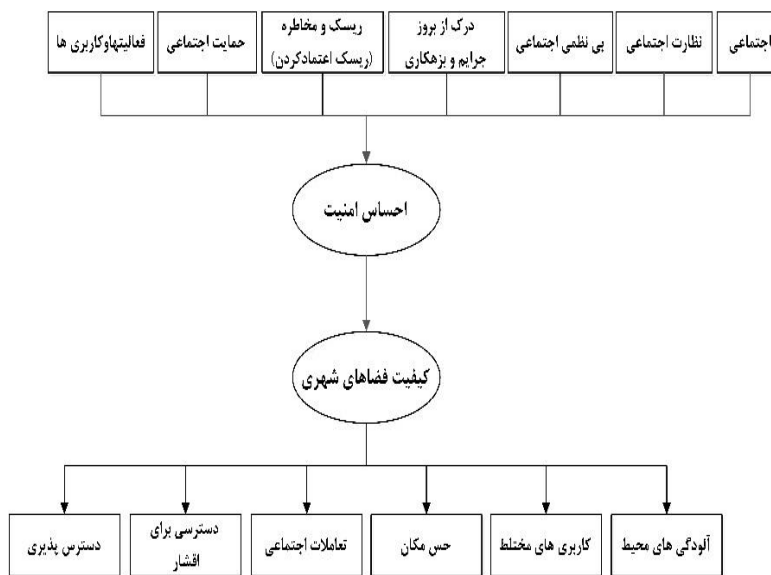 اجتماعی
نظارت اجتماعی
بی نظمی اجتماعی
درک از بروز
جرایم و بزهکاری
ریسک و مخاطره
(ریسک اعتمادکردن)
حمایت اجتماعی
فعالیتهاوکاربری ها
احساس امنیت
کیفیت فضاهای شهری
آلودگی های محیط
کاربری های مختلط
حس مکان
تعاملات اجتماعی
دسترسی برای
اقشار
دسترس پذیری